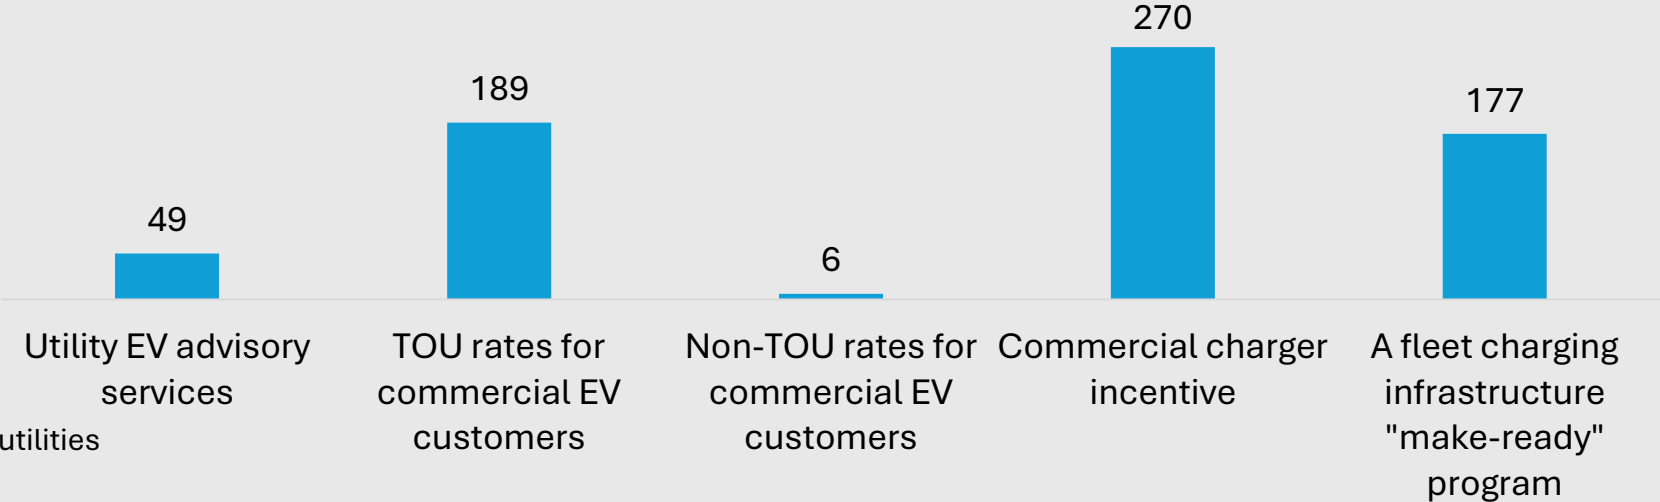 270
189
177
49
6
Utility EV advisory
services
TOU rates for
commercial EV
customers
Non-TOU rates for
commercial EV
customers
Commercial charger
incentive
A fleet charging
infrastructure
"make-ready"
program
utilities